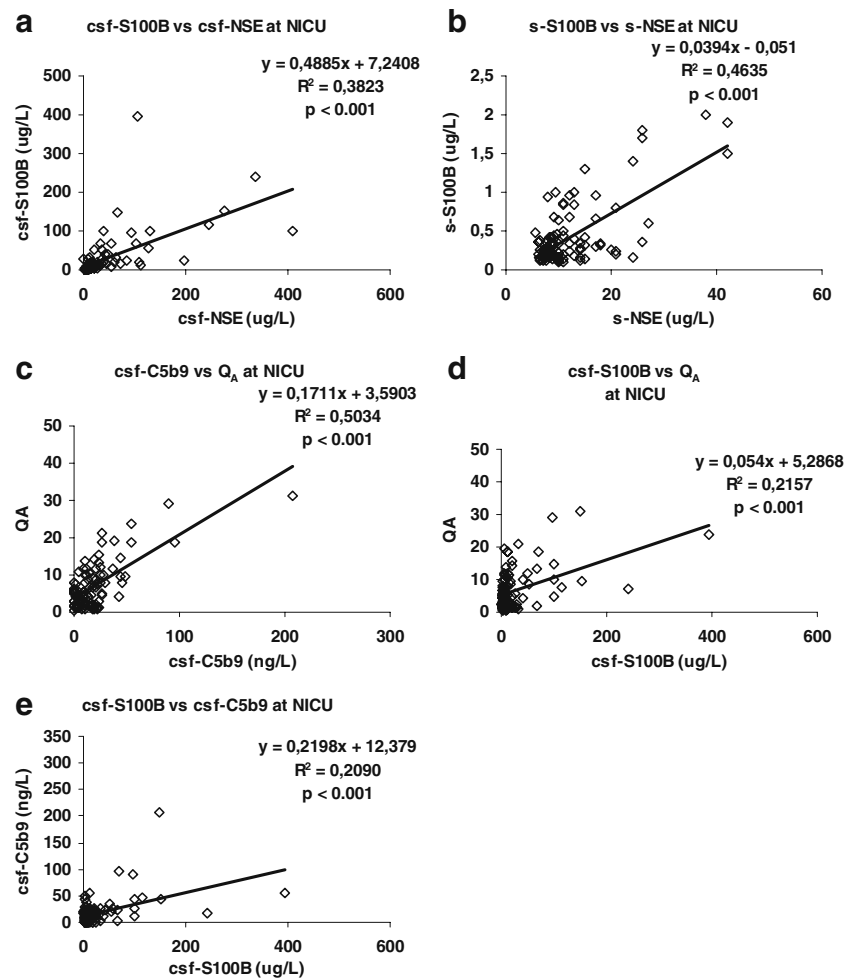 a
csf-S100B vs csf-NSE at NICU
y = 0,4885x + 7,2408
R² = 0,3823
p < 0.001
500
400
300
200
100
0
csf-S100B (ug/L)
0
200
400
600
csf-NSE (ug/L)
b
s-S100B vs s-NSE at NICU
y = 0,0394x - 0,051
R² = 0,4635
p < 0.001
2,5
2
1,5
1
0,5
0
s-S100B (ug/L)
0
20
40
60
s-NSE (ug/L)
c
csf-C5b9 vs QA at NICU
y = 0,1711x + 3,5903
R² = 0,5034
p < 0.001
50
40
30
20
10
0
QA
0
100
200
300
csf-C5b9 (ng/L)
d
csf-S100B vs QA
at NICU
y = 0,054x + 5,2868
R² = 0,2157
p < 0.001
50
40
30
20
10
0
QA
0
200
400
600
csf-S100B (ug/L)
e
csf-S100B vs csf-C5b9 at NICU
y = 0,2198x + 12,379
R² = 0,2090
p < 0.001
350
300
250
200
150
100
50
0
csf-C5b9 (ng/L)
0
200
400
600
csf-S100B (ug/L)